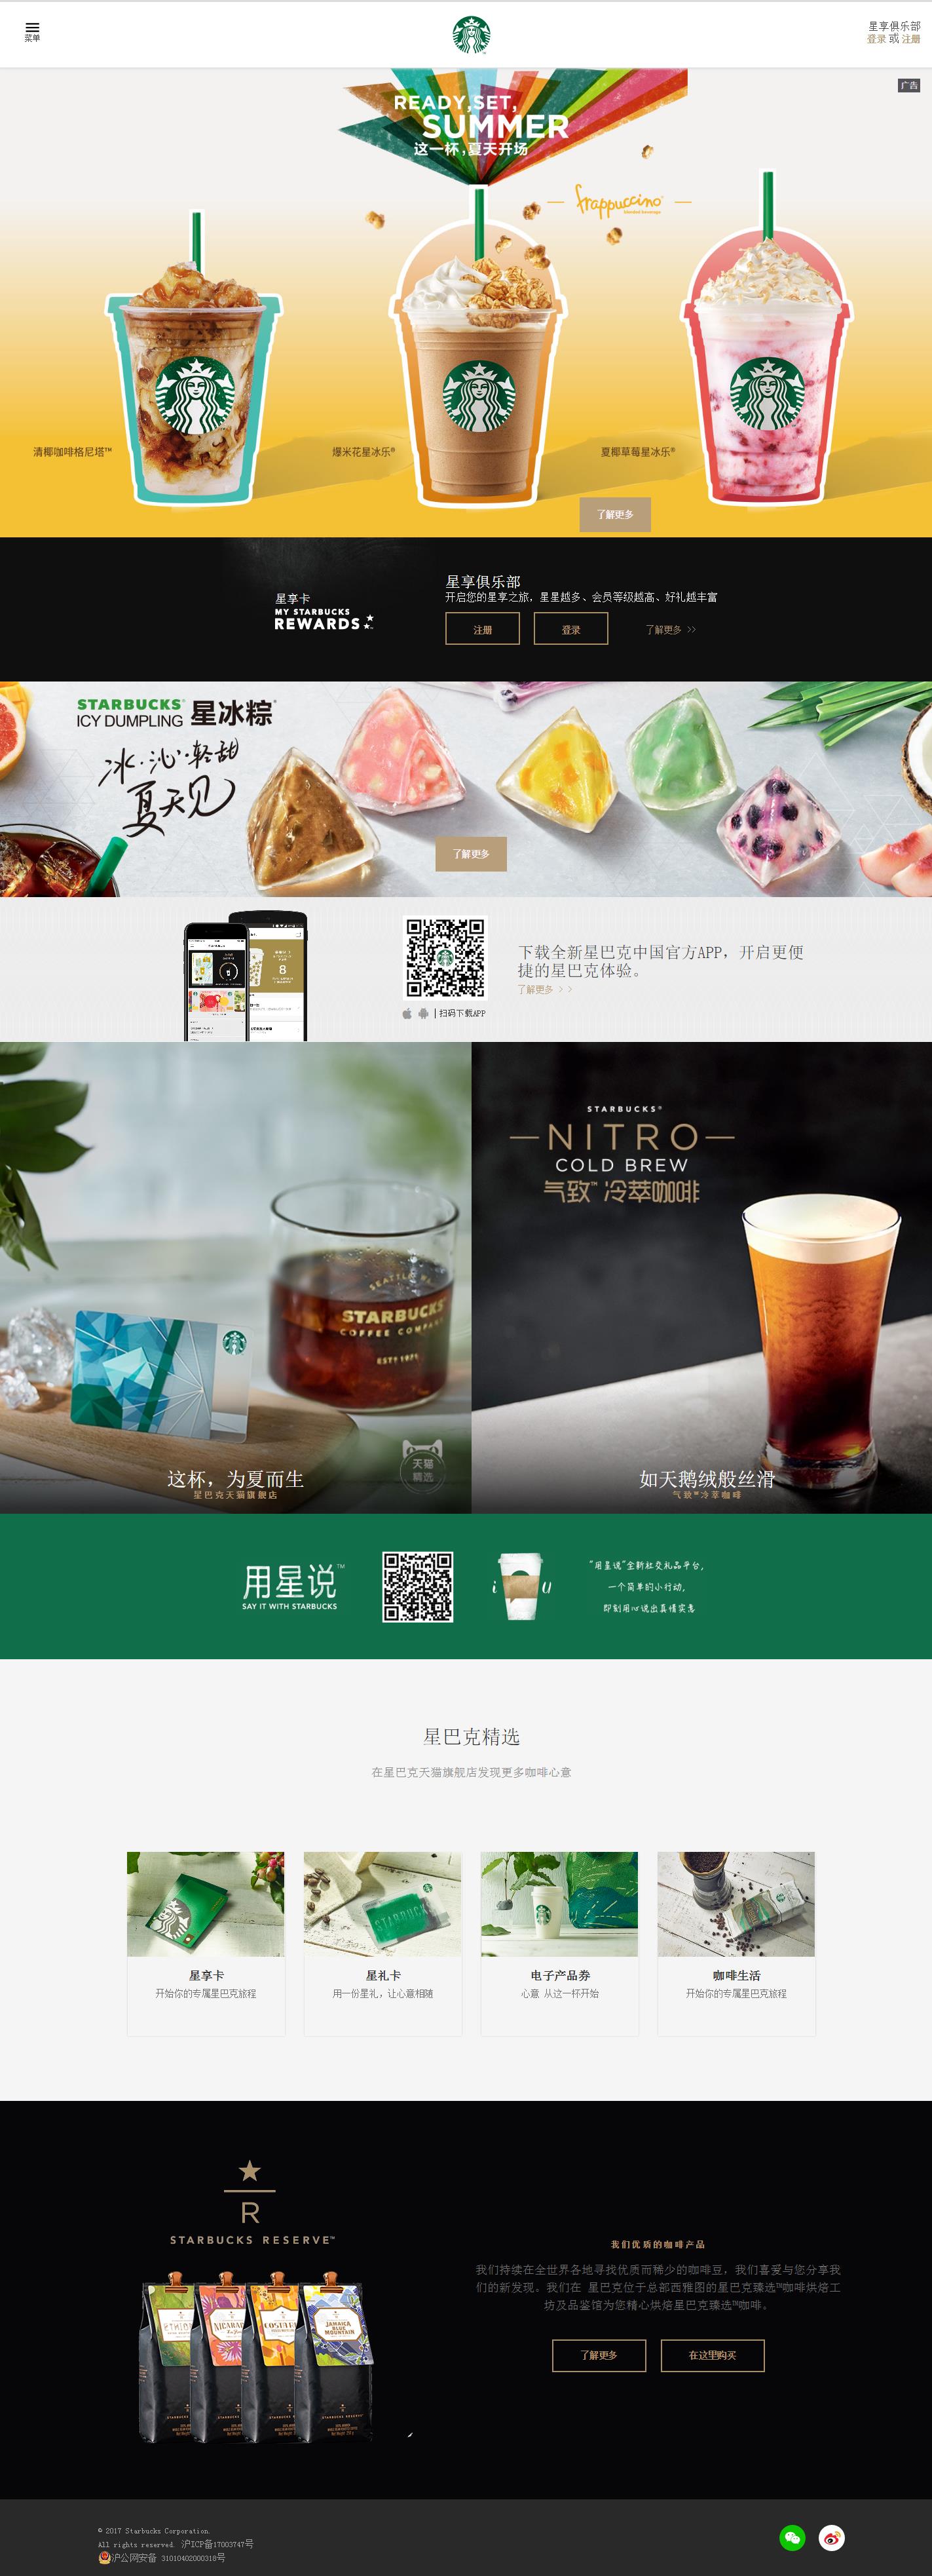 菜单
星享俱乐部
登录 或 注册
广告
READY, SET,
SUMMER
这一杯,夏天开场
frappuccino
blended beverage
清椰咖啡格尼塔™
爆米花星冰乐®
夏椰草莓星冰乐®
了解更多
星享卡
MY STARBUCKS
REWARDS
星享俱乐部
开启您的星享之旅，星星越多、会员等级越高、好礼越丰富
注册
登录
了解更多 >>
STARBUCKS®
ICY DUMPLING 星冰粽®
冰·沁·轻甜
夏天见
了解更多
下载全新星巴克中国官方APP，开启更便
捷的星巴克体验。
了解更多 >>
扫码下载APP
STARBUCKS®
NITRO
COLD BREW
气致™ 冷萃咖啡
STARBUCKS
COFFEE COMPANY
ESTD 1971
天猫
精选
这杯，为夏而生
星巴克天猫旗舰店
如天鹅绒般丝滑
气致™冷萃咖啡
用星说™
SAY IT WITH STARBUCKS
i U
“用星说”全新社交礼品平台,
一个简单的小行动,
即刻用心说出真情实意
星巴克精选
在星巴克天猫旗舰店发现更多咖啡心意
星享卡
开始你的专属星巴克旅程
星礼卡
用一份星礼，让心意相随
电子产品券
心意 从这一杯开始
咖啡生活
开始你的专属星巴克旅程
R
STARBUCKS RESERVE™
JAMAICA
BLUE
MOUNTAIN
我们优质的咖啡产品
我们持续在全世界各地寻找优质而稀少的咖啡豆，我们喜爱与您分享我
们的新发现。我们在 星巴克位于总部西雅图的星巴克臻选™咖啡烘焙工
坊及品鉴馆为您精心烘焙星巴克臻选™咖啡。
了解更多
在这里购买
© 2017 Starbucks Corporation.
All rights reserved. 沪ICP备17003747号
沪公网安备 31010402000318号